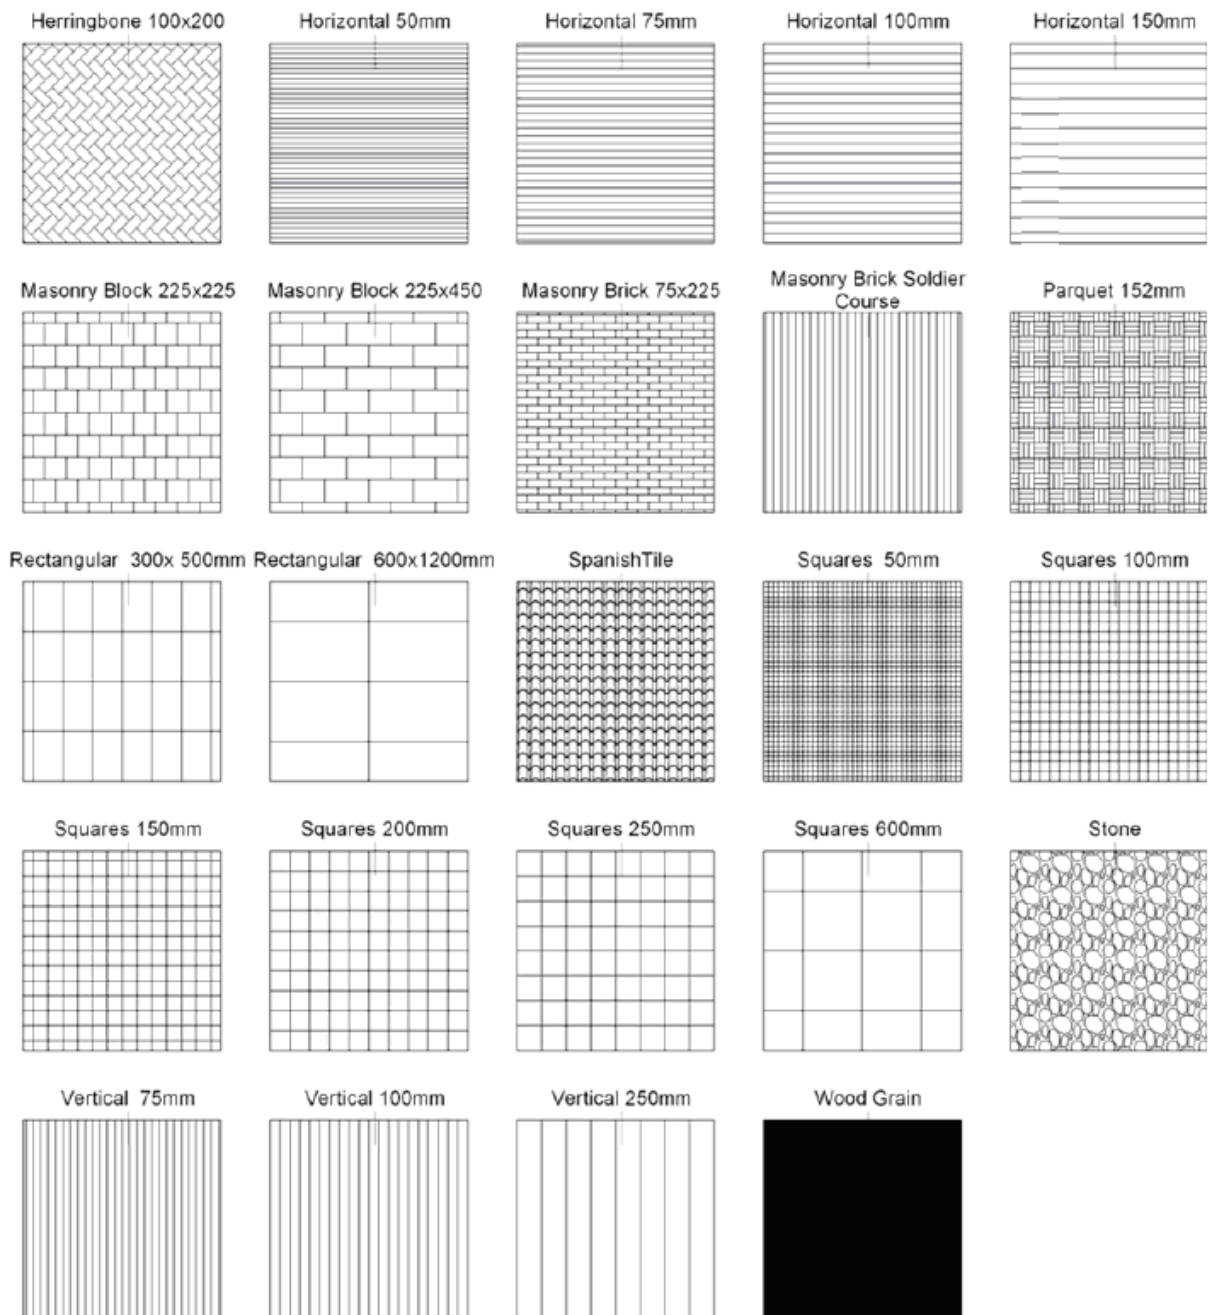 Herringbone 100x200
Horizontal 50mm
Horizontal 75mm
Horizontal 100mm
Horizontal 150mm
Masonry Block 225x225
Masonry Block 225x450
Masonry Brick 75x225
Masonry Brick Soldier
Course
Parquet 152mm
Rectangular 300x 500mm
Rectangular 600x1200mm
SpanishTile
Squares 50mm
Squares 100mm
Squares 150mm
Squares 200mm
Squares 250mm
Squares 600mm
Stone
Vertical 75mm
Vertical 100mm
Vertical 250mm
Wood Grain